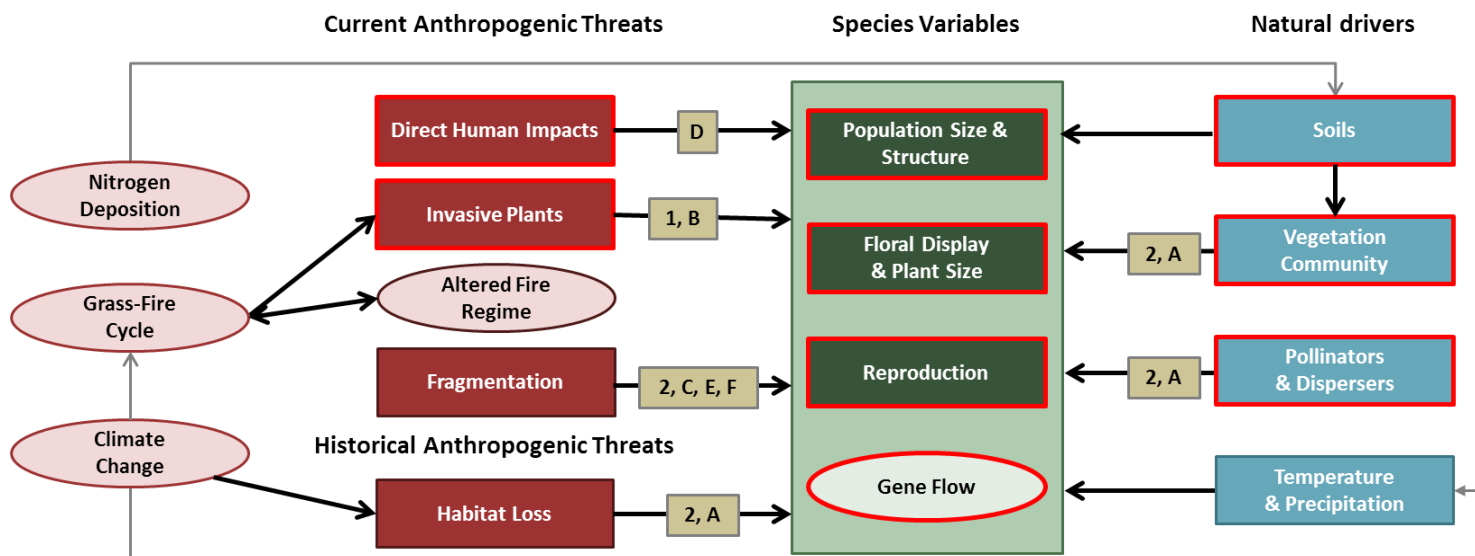 Current Anthropogenic Threats
Species Variables
Natural drivers
Direct Human Impacts
D
Population Size &
Structure
Soils
Nitrogen
Deposition
Invasive Plants
1, B
Floral Display
& Plant Size
2, A
Vegetation
Community
Grass-Fire
Cycle
Altered Fire
Regime
Fragmentation
2, C, E, F
Reproduction
2, A
Pollinators
& Dispersers
Climate
Change
Historical Anthropogenic Threats
Habitat Loss
2, A
Gene Flow
Temperature
& Precipitation